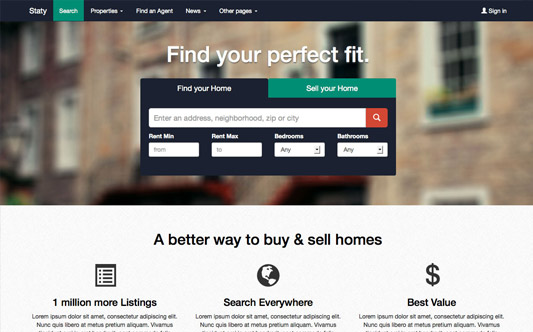 Staty Search Properties Find an Agent News Other pages Sign in
Find your perfect fit.
Find your Home Sell your Home
Enter an address, neighborhood, zip or city
Rent Min Rent Max Bedrooms Bathrooms
from to Any Any
A better way to buy & sell homes
$
1 million more Listings Search Everywhere Best Value
Lorem ipsum dolor sit amet, consectetur adipiscing elit. Lorem ipsum dolor sit amet, consectetur adipiscing elit. Lorem ipsum dolor sit amet, consectetur adipiscing elit.
Nunc quis libero at metus pretium aliquam. Vivamus Nunc quis libero at metus pretium aliquam. Vivamus Nunc quis libero at metus pretium aliquam. Vivamus